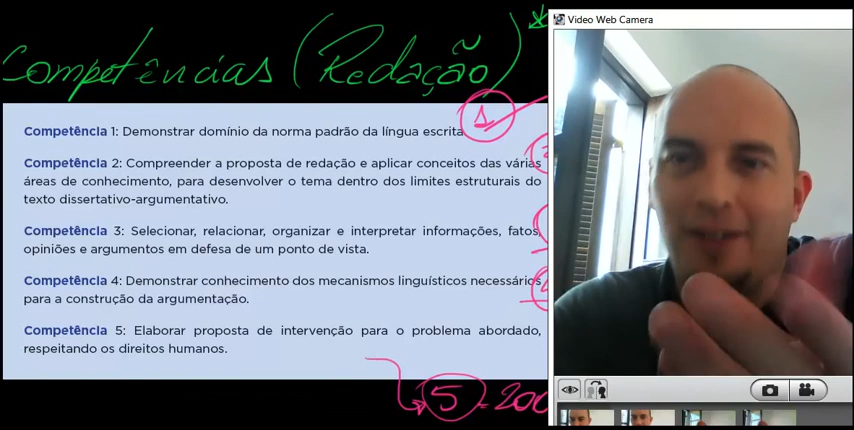 Video Web Camera
Competências (Redação)
1
Competência 1: Demonstrar domínio da norma padrão da língua escrita
Competência 2: Compreender a proposta de redação e aplicar conceitos das várias
áreas de conhecimento, para desenvolver o tema dentro dos limites estruturais do
texto dissertativo-argumentativo.
Competência 3: Selecionar, relacionar, organizar e interpretar informações, fatos,
opiniões e argumentos em defesa de um ponto de vista.
Competência 4: Demonstrar conhecimento dos mecanismos linguísticos necessários
para a construção da argumentação.
Competência 5: Elaborar proposta de intervenção para o problema abordado,
respeitando os direitos humanos.
5 = 200